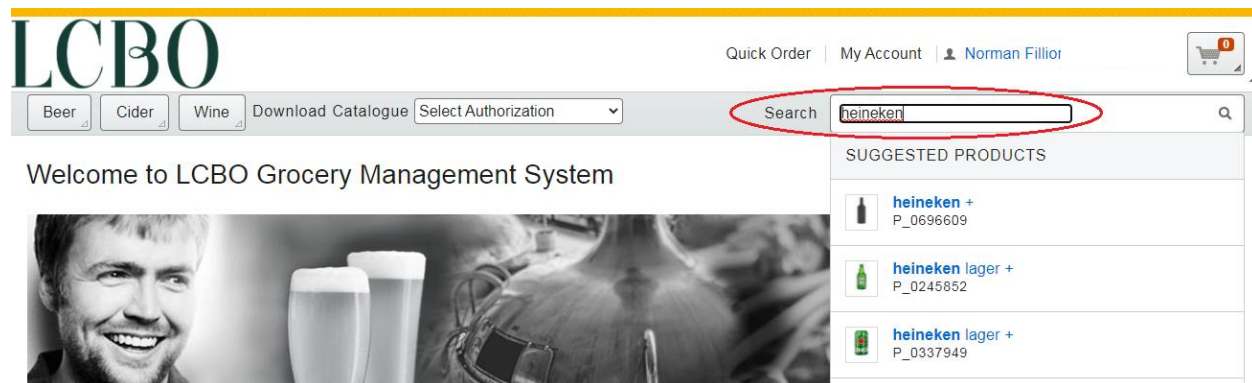 LCBO
Quick Order My Account Norman Fillior
0
Beer Cider Wine Download Catalogue Select Authorization Search heineken
SUGGESTED PRODUCTS
Welcome to LCBO Grocery Management System
heineken +
P_0696609
heineken lager +
P_0245852
heineken lager +
P_0337949